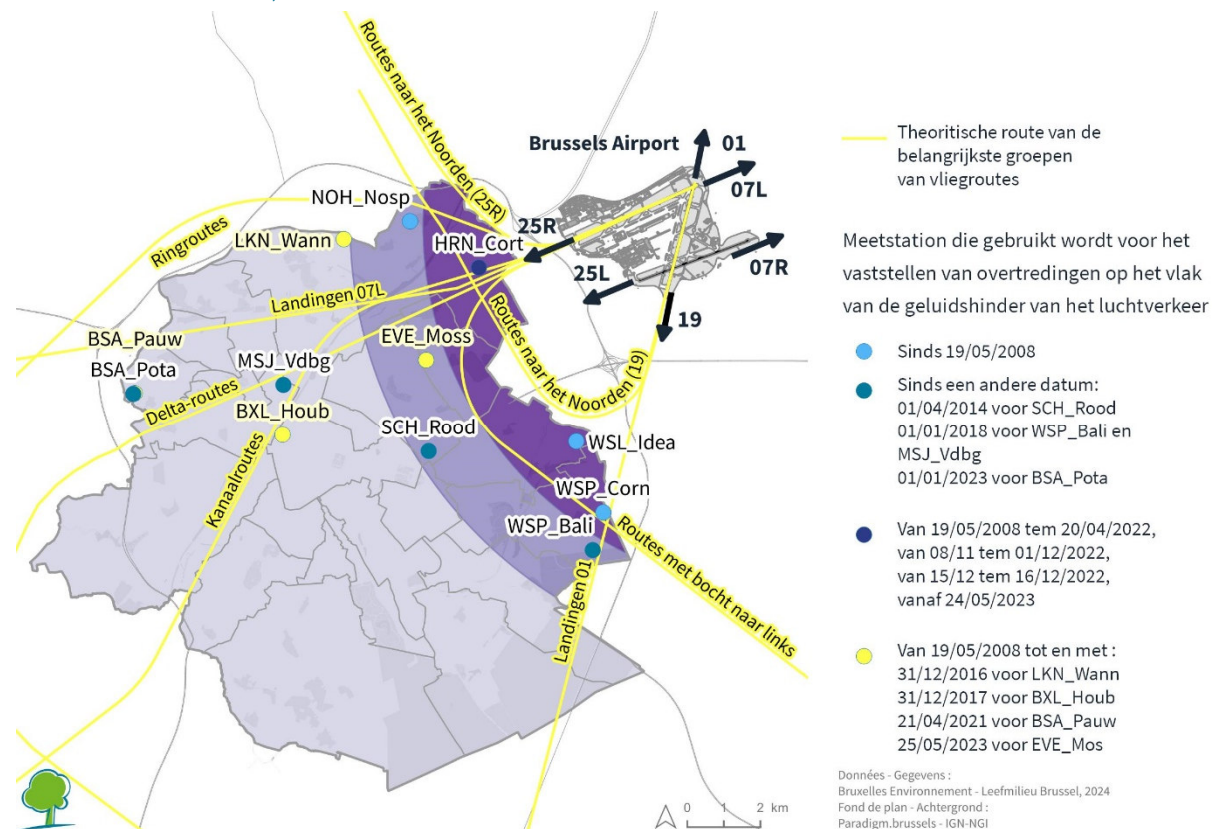 Routes naar het Noorden (25R)
Brussels Airport
01
07L
NOH_Nosp
25R
LKN_Wann
HRN_Cort
Ringroutes
07R
25L
Landingen 07L
19
Routes naar het Noorden (19)
BSA_Pauw
EVE_Moss
MSJ_Vdbg
BSA_Pota
Delta-routes
BXL_Houb
SCH_Rood
WSL_Idea
Kanaalroutes
WSP_Corn
WSP_Bali
Routes met bocht naar links
Landingen 01
0 1 2 km
Theoritische route van de
belangrijkste groepen
van vliegroutes
Meetstation die gebruikt wordt voor het
vaststellen van overtredingen op het vlak
van de geluidshinder van het luchtverkeer
Sinds 19/05/2008
Sinds een andere datum:
01/04/2014 voor SCH_Rood
01/01/2018 voor WSP_Bali en
MSJ_Vdbg
01/01/2023 voor BSA_Pota
Van 19/05/2008 tem 20/04/2022,
van 08/11 tem 01/12/2022,
van 15/12 tem 16/12/2022,
vanaf 24/05/2023
Van 19/05/2008 tot en met :
31/12/2016 voor LKN_Wann
31/12/2017 voor BXL_Houb
21/04/2021 voor BSA_Pauw
25/05/2023 voor EVE_Mos
Données - Gegevens :
Bruxelles Environnement - Leefmilieu Brussel, 2024
Fond de plan - Achtergrond :
Paradigm.brussels - IGN-NGI